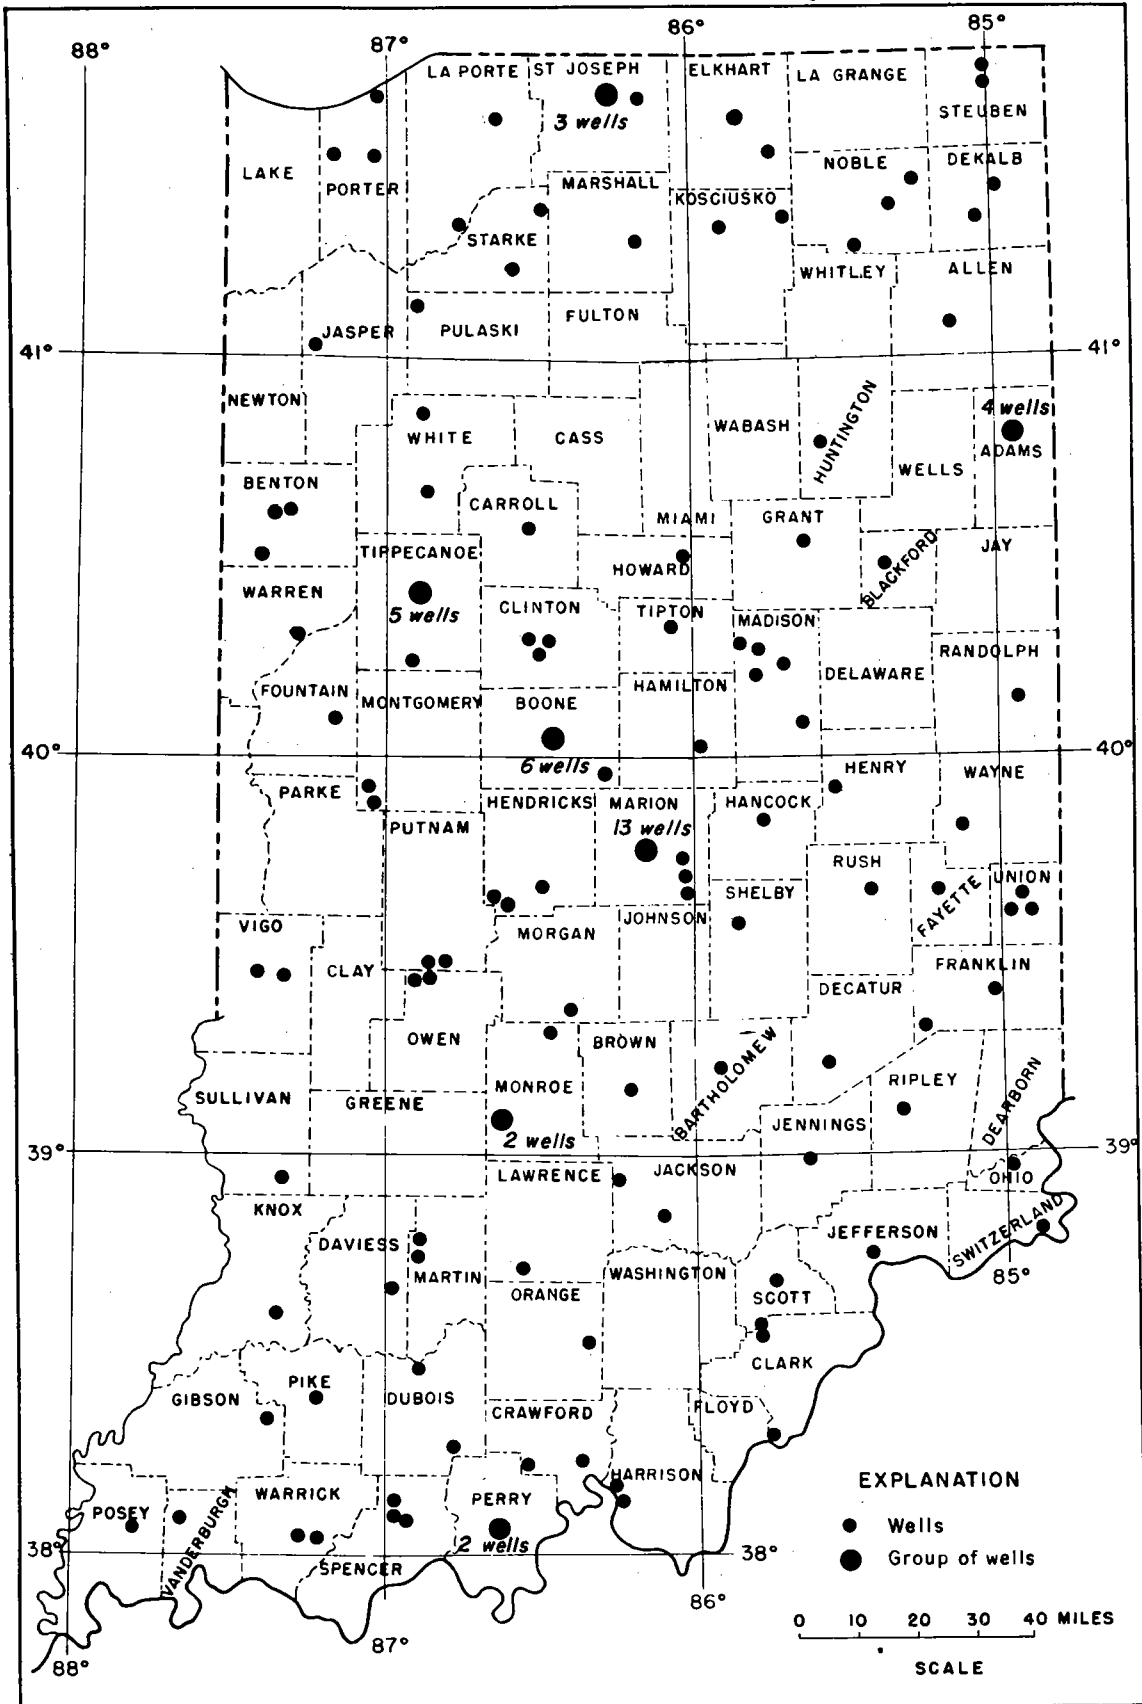 88°
87°
86°
85°
LA PORTE
ST JOSEPH
ELKHART
LA GRANGE
STEUBEN
3 wells
LAKE
PORTER
MARSHALL
KOSCIUSKO
NOBLE
DEKALB
STARKE
WHITLEY
ALLEN
JASPER
PULASKI
FULTON
41°
41°
NEWTON
WHITE
CASS
WABASH
HUNTINGTON
WELLS
4 wells
ADAMS
BENTON
CARROLL
MIAMI
GRANT
BLACKFORD
JAY
TIPPECANOE
HOWARD
WARREN
5 wells
CLINTON
TIPTON
MADISON
DELAWARE
RANDOLPH
FOUNTAIN
MONTGOMERY
BOONE
HAMILTON
40°
6 wells
40°
PARKE
HENDRICKS
MARION
HANCOCK
HENRY
WAYNE
PUTNAM
13 wells
RUSH
FAYETTE
UNION
SHELBY
VIGO
MORGAN
JOHNSON
CLAY
FRANKLIN
DECATUR
OWEN
BROWN
BARTHOLOMEW
SULLIVAN
GREENE
MONROE
RIPLEY
DEARBORN
2 wells
JENNINGS
39°
39°
LAWRENCE
JACKSON
OHIO
KNOX
DAVIESS
MARTIN
JEFFERSON
SWITZERLAND
85°
ORANGE
WASHINGTON
SCOTT
CLARK
GIBSON
PIKE
DUBOIS
CRAWFORD
FLOYD
HARRISON
POSEY
VANDERBURGH
WARRICK
PERRY
2 wells
SPENCER
38°
38°
86°
87°
88°
EXPLANATION
Wells
Group of wells
0 10 20 30 40 MILES
SCALE